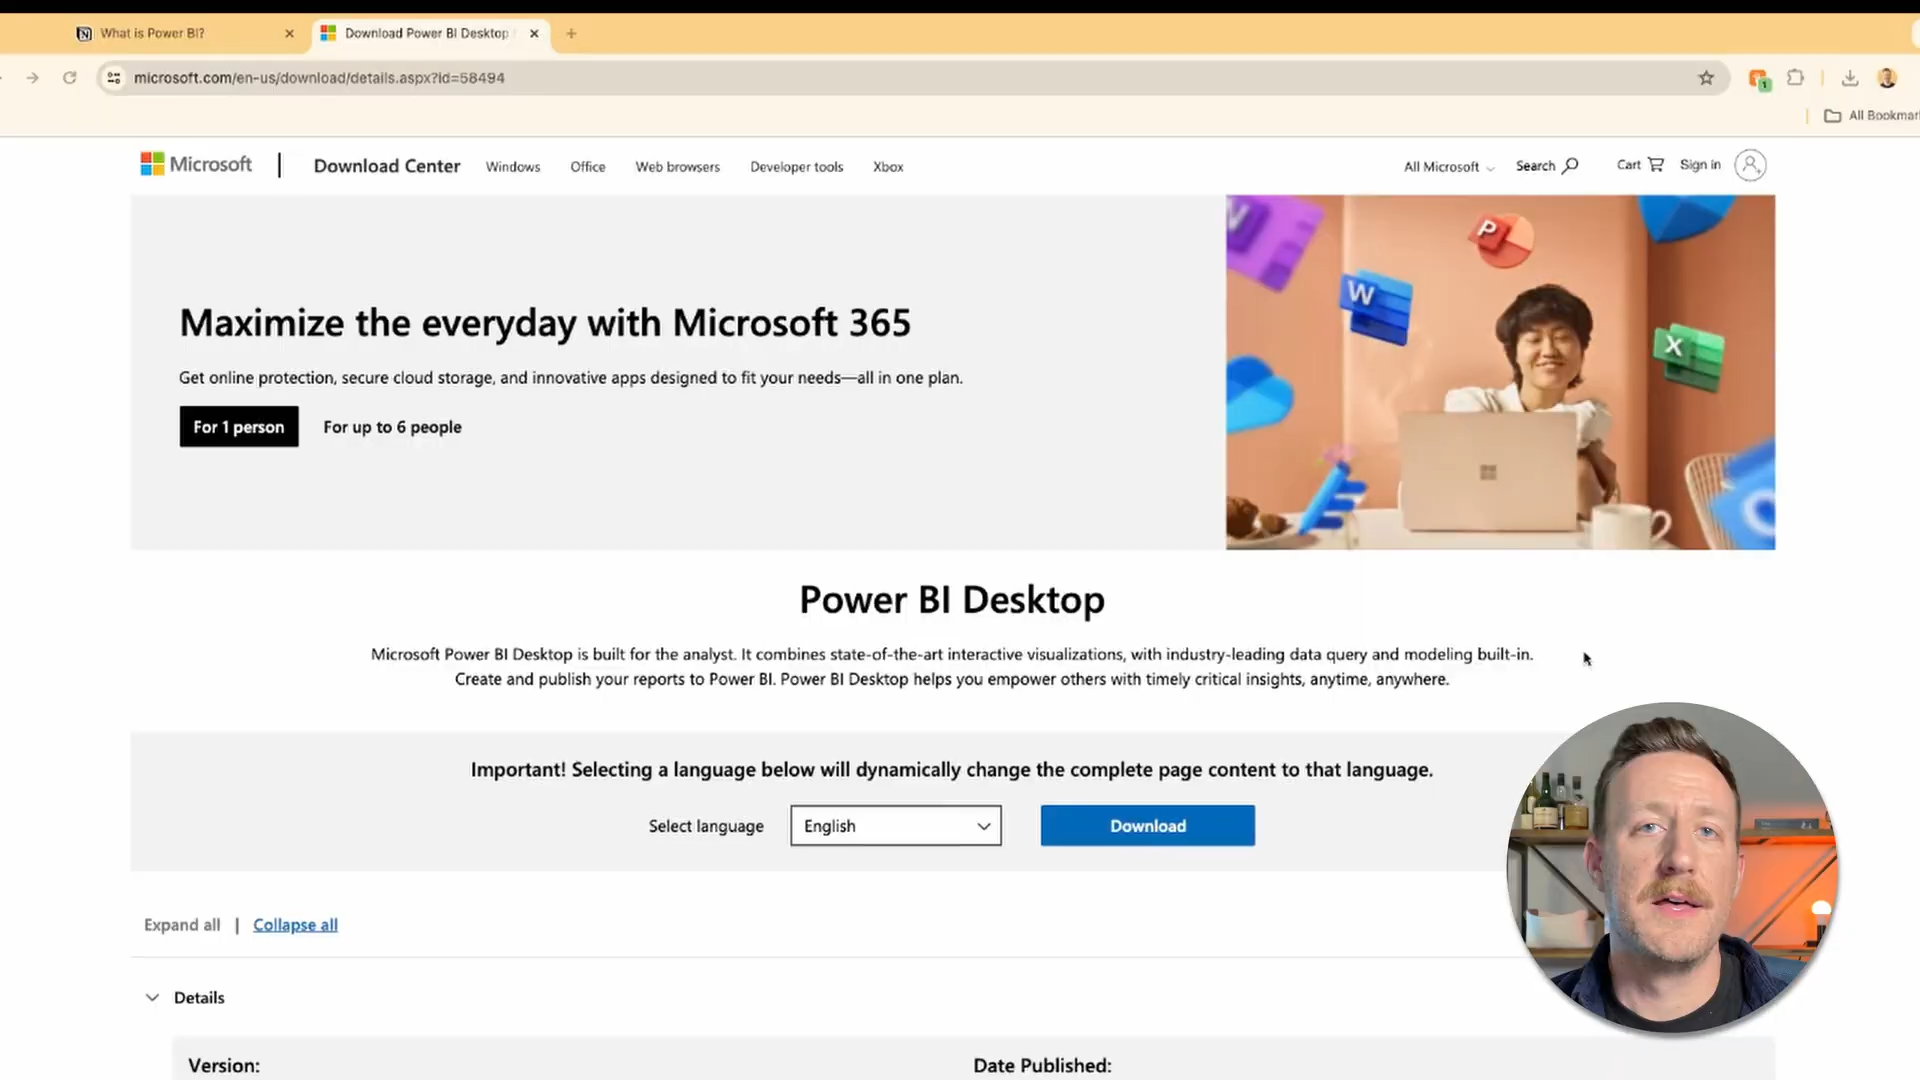 What is Power BI?
Download Power BI Desktop
microsoft.com/en-us/download/details.aspx?id=58494
1
All Bookmar
Microsoft
Download Center
Windows
Office
Web browsers
Developer tools
Xbox
All Microsoft
Search
Cart
Sign in
Maximize the everyday with Microsoft 365
Get online protection, secure cloud storage, and innovative apps designed to fit your needs—all in one plan.
For 1 person
For up to 6 people
N
P
W
X
Power BI Desktop
Microsoft Power BI Desktop is built for the analyst. It combines state-of-the-art interactive visualizations, with industry-leading data query and modeling built-in.
Create and publish your reports to Power BI. Power BI Desktop helps you empower others with timely critical insights, anytime, anywhere.
Important! Selecting a language below will dynamically change the complete page content to that language.
Select language
English
Download
Expand all | Collapse all
Details
Version:
Date Published: